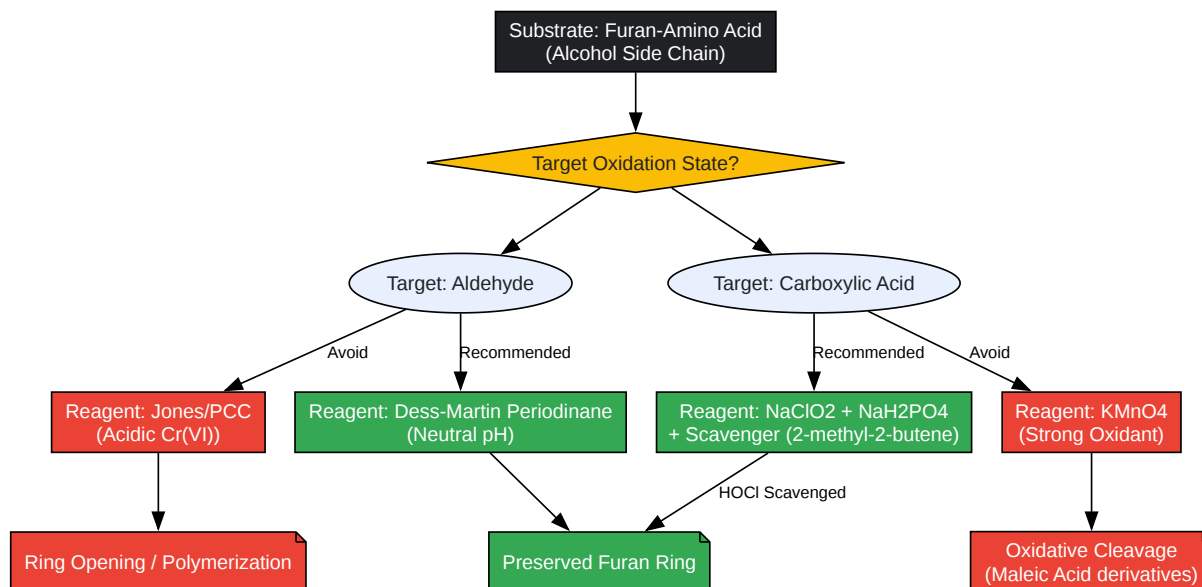 Substrate: Furan-Amino Acid
(Alcohol Side Chain)
Target Oxidation State?
Target: Aldehyde
Target: Carboxylic Acid
Avoid
Recommended
Recommended
Avoid
Reagent: Jones/PCC
(Acidic Cr(VI))
Reagent: Dess-Martin Periodinane
(Neutral pH)
Reagent: NaClO2 + NaH2PO4
+ Scavenger (2-methyl-2-butene)
Reagent: KMnO4
(Strong Oxidant)
HOCl Scavenged
Ring Opening / Polymerization
Preserved Furan Ring
Oxidative Cleavage
(Maleic Acid derivatives)